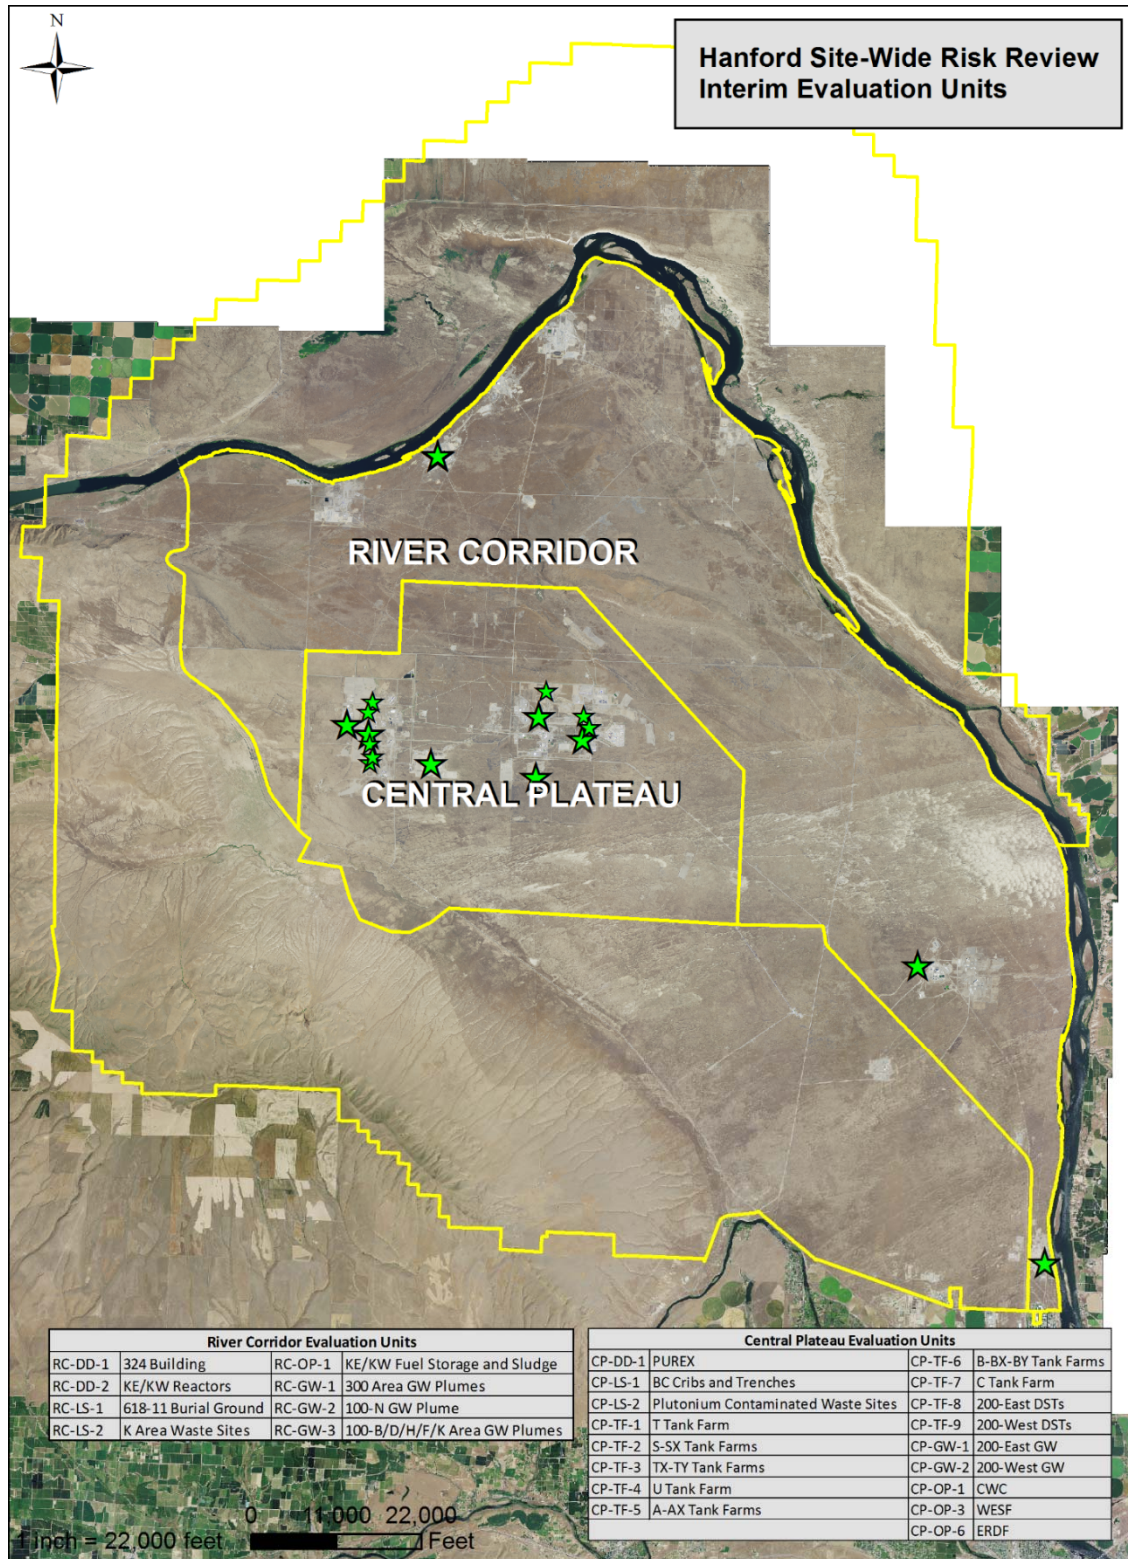 N
Hanford Site-Wide Risk Review
Interim Evaluation Units
RIVER CORRIDOR
CENTRAL PLATEAU
River Corridor Evaluation Units
RC-DD-1 324 Building RC-OP-1 KE/KW Fuel Storage and Sludge
RC-DD-2 KE/KW Reactors RC-GW-1 300 Area GW Plumes
RC-LS-1 618-11 Burial Ground RC-GW-2 100-N GW Plume
RC-LS-2 K Area Waste Sites RC-GW-3 100-B/D/H/F/K Area GW Plumes
Central Plateau Evaluation Units
CP-DD-1 PUREX CP-TF-6 B-BX-BY Tank Farms
CP-LS-1 BC Cribs and Trenches CP-TF-7 C Tank Farm
CP-LS-2 Plutonium Contaminated Waste Sites CP-TF-8 200-East DSTs
CP-TF-1 T Tank Farm CP-TF-9 200-West DSTs
CP-TF-2 S-SX Tank Farms CP-GW-1 200-East GW
CP-TF-3 TX-TY Tank Farms CP-GW-2 200-West GW
CP-TF-4 U Tank Farm CP-OP-1 CWC
CP-TF-5 A-AX Tank Farms CP-OP-3 WESF
CP-OP-6 ERDF
0 11,000 22,000
1 inch = 22,000 feet Feet